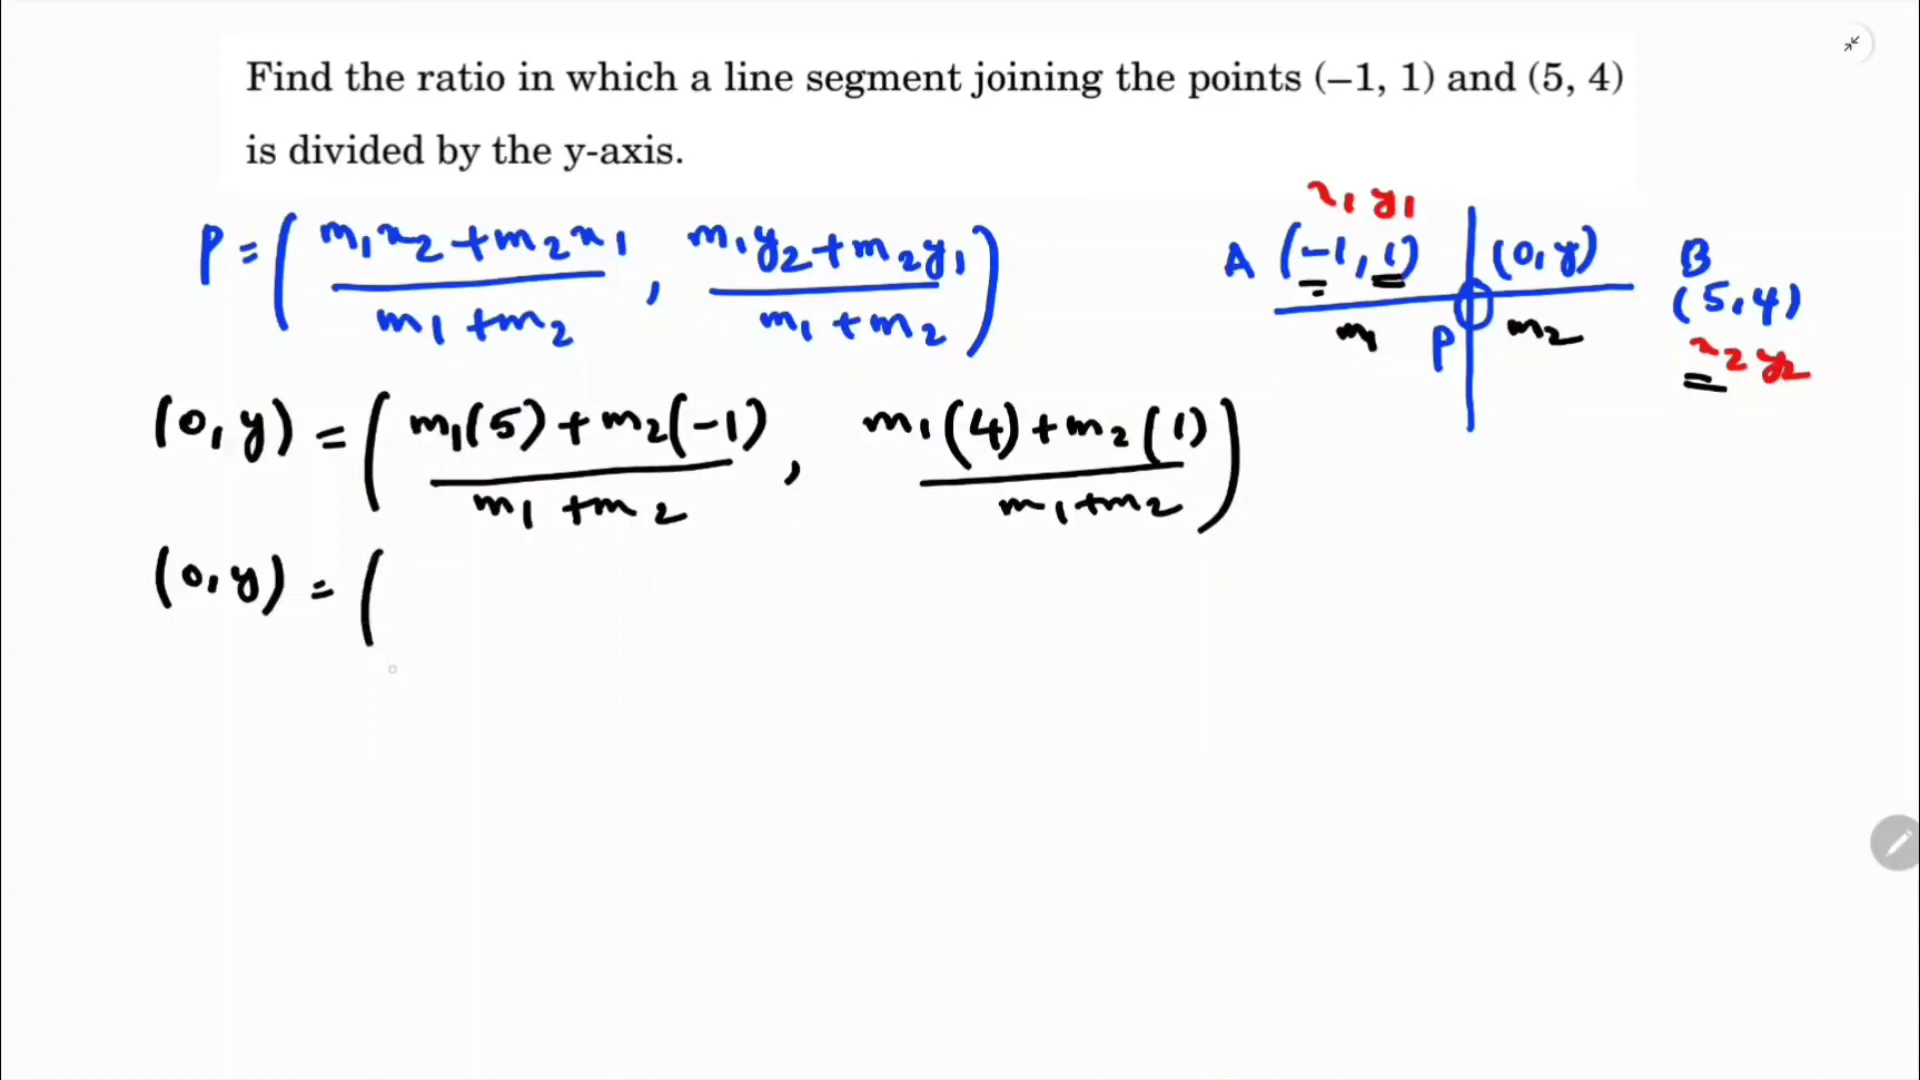 Find the ratio in which a line segment joining the points (–1, 1) and (5, 4)
is divided by the y-axis.
x1 y1
A (-1, 1) (0, y) B
(5, 4)
m1 P m2
x2 y2
P = ( m1x2 + m2x1 / m1 + m2 , m1y2 + m2y1 / m1 + m2 )
(0, y) = ( m1(5) + m2(-1) / m1 + m2 , m1(4) + m2(1) / m1 + m2 )
(0, y) = (